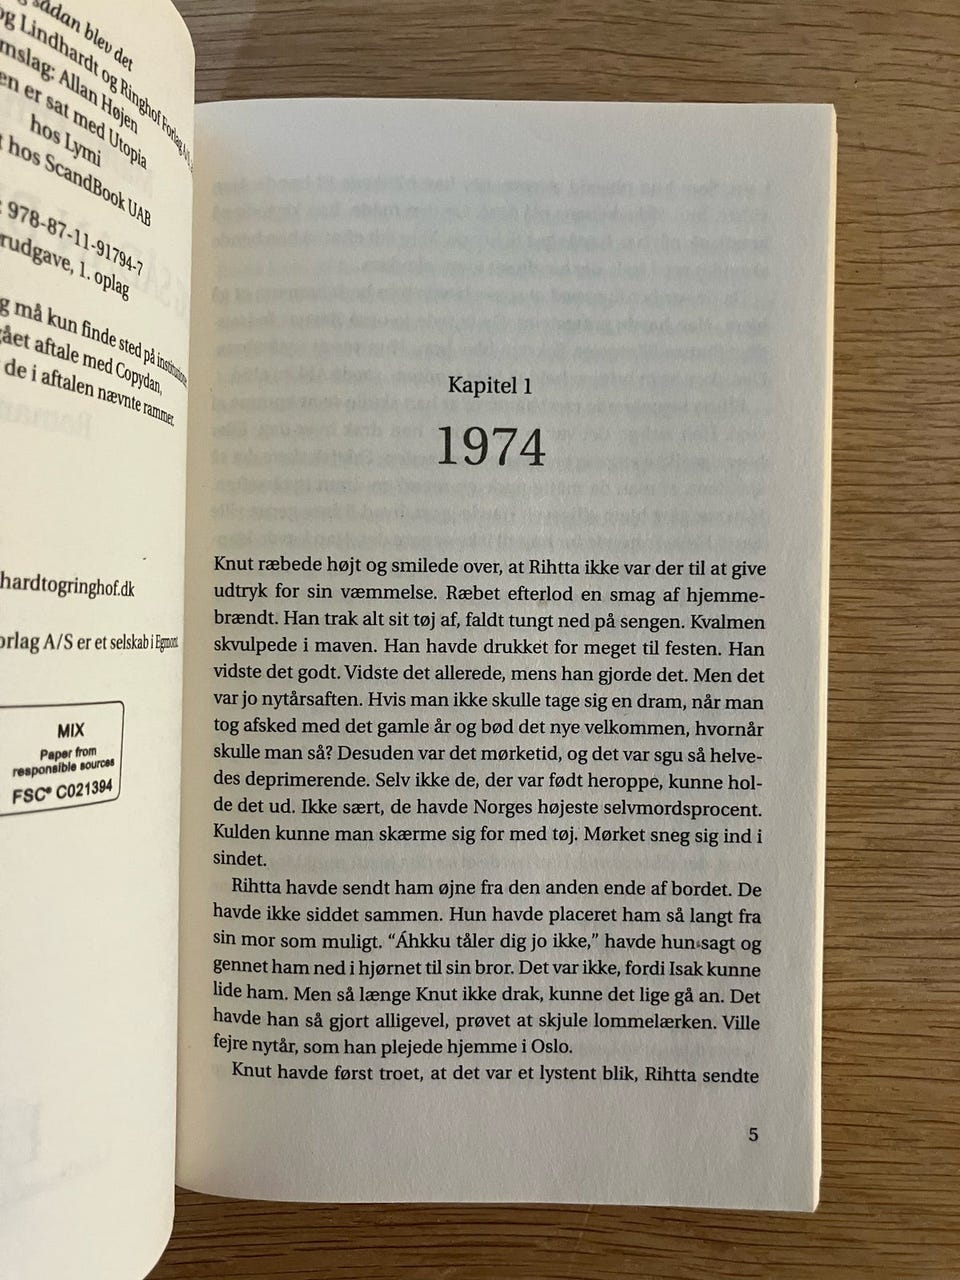 sådan blev det
og Lindhardt og Ringhof Forlag A/S
mslag: Allan Højen
en er sat med Utopia
hos Lymi
hos ScandBook UAB
978-87-11-91794-7
rudgave, 1. oplag
g må kun finde sted på institutione
gået aftale med Copydan,
de i aftalen nævnte rammer.
hardtogringhof.dk
orlag A/S er et selskab i Egmont
MIX
Paper from
responsible sources
FSC® C021394
Kapitel 1
1974
Knut ræbede højt og smilede over, at Rihtta ikke var der til at give
udtryk for sin væmmelse. Ræbet efterlod en smag af hjemme-
brændt. Han trak alt sit tøj af, faldt tungt ned på sengen. Kvalmen
skvulpede i maven. Han havde drukket for meget til festen. Han
vidste det godt. Vidste det allerede, mens han gjorde det. Men det
var jo nytårsaften. Hvis man ikke skulle tage sig en dram, når man
tog afsked med det gamle år og bød det nye velkommen, hvornår
skulle man så? Desuden var det mørketid, og det var sgu så helve-
des deprimerende. Selv ikke de, der var født heroppe, kunne hol-
de det ud. Ikke sært, de havde Norges højeste selvmordsprocent.
Kulden kunne man skærme sig for med tøj. Mørket sneg sig ind i
sindet.
Rihtta havde sendt ham øjne fra den anden ende af bordet. De
havde ikke siddet sammen. Hun havde placeret ham så langt fra
sin mor som muligt. “Áhkku tåler dig jo ikke,” havde hun sagt og
gennet ham ned i hjørnet til sin bror. Det var ikke, fordi Isak kunne
lide ham. Men så længe Knut ikke drak, kunne det lige gå an. Det
havde han så gjort alligevel, prøvet at skjule lommelærken. Ville
fejre nytår, som han plejede hjemme i Oslo.
Knut havde først troet, at det var et lystent blik, Rihtta sendte
5